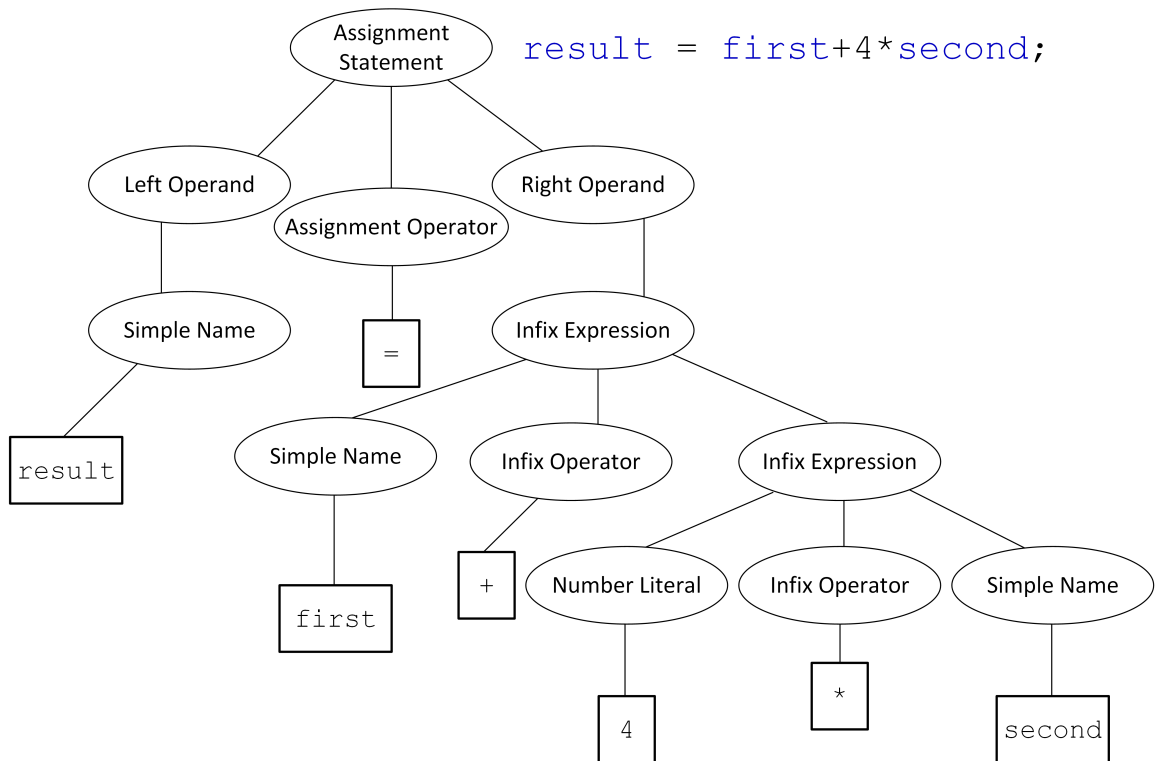 Assignment
Statement
result = first+4*second;
Left Operand
Right Operand
Assignment Operator
Simple Name
=
Infix Expression
result
Simple Name
Infix Operator
Infix Expression
first
+
Number Literal
Infix Operator
Simple Name
4
*
second